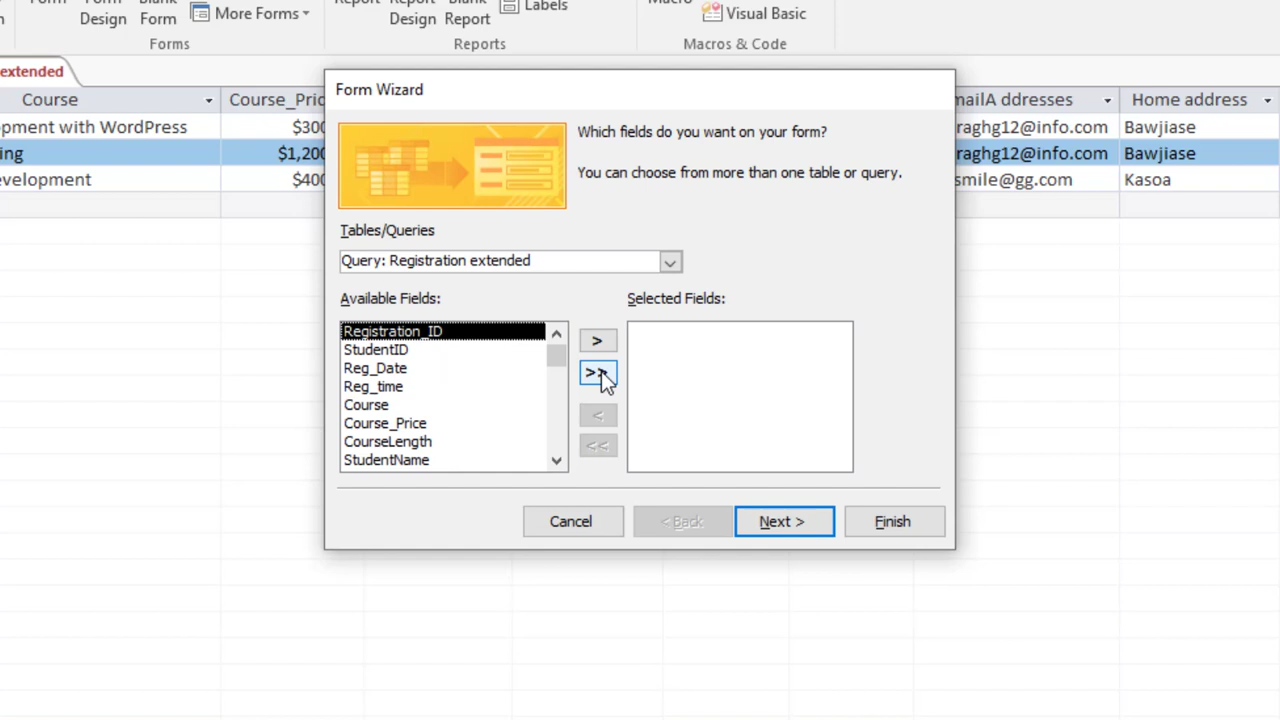 Form Form Blank More Forms Report Report Blank Labels Macro Visual Basic
Design Form Design Report
Forms Reports Macros & Code
extended
Course Course_Pric mailA ddresses Home address
opment with WordPress $300 raghg12@info.com Bawjiase
ing $1,200 raghg12@info.com Bawjiase
evelopment $400 smile@gg.com Kasoa
Form Wizard
Which fields do you want on your form?
You can choose from more than one table or query.
Tables/Queries
Query: Registration extended
Available Fields: Selected Fields:
Registration_ID
StudentID
Reg_Date
Reg_time
Course
Course_Price
CourseLength
StudentName
>
>>
<
<<
Cancel < Back Next > Finish